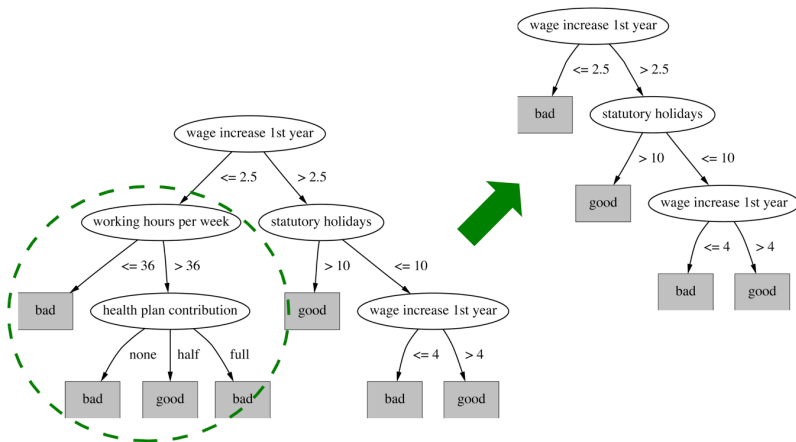 wage increase 1st year
<= 2.5
> 2.5
working hours per week
statutory holidays
<= 36
> 36
> 10
<= 10
bad
health plan contribution
good
wage increase 1st year
none
half
full
<= 4
> 4
bad
good
bad
bad
good
wage increase 1st year
<= 2.5
> 2.5
bad
statutory holidays
> 10
<= 10
good
wage increase 1st year
<= 4
> 4
bad
good